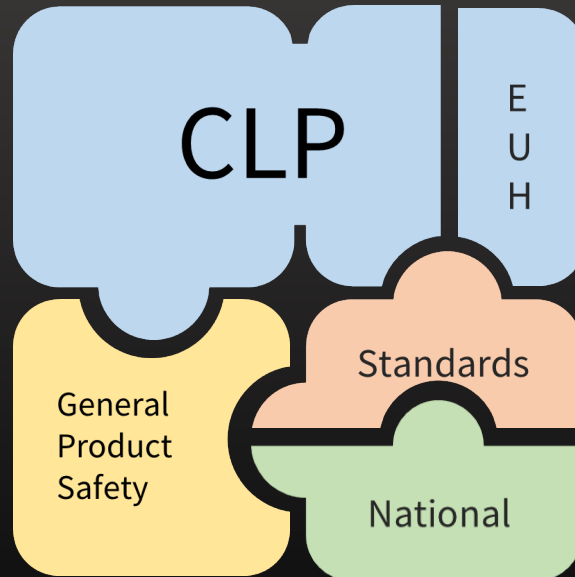 CLP
E
U
H
Standards
General
Product
Safety
National